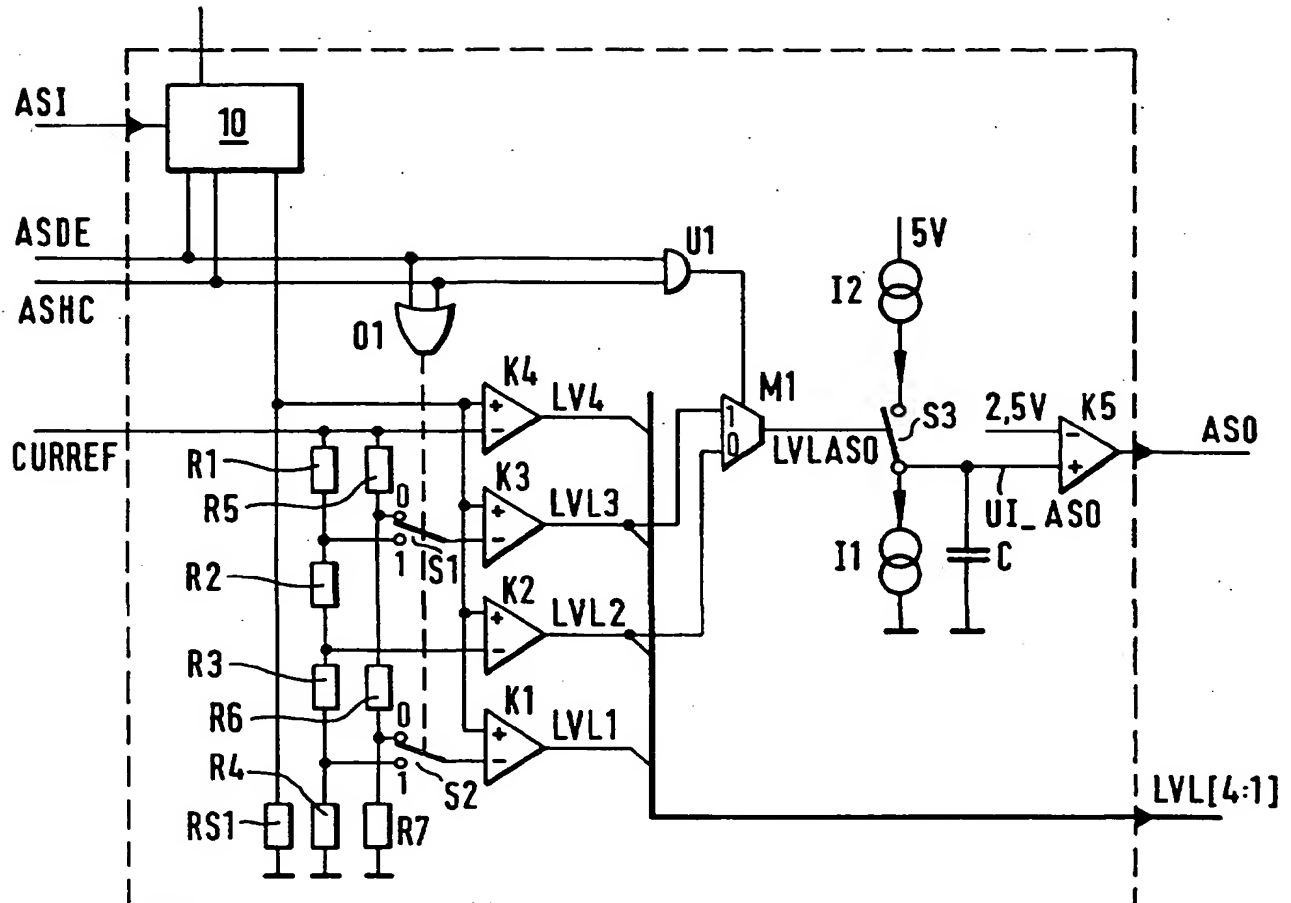 ASI
10
ASDE
U1
5V
ASHC
I2
O1
K4
LV4
M1
1
0
S3
2,5V
K5
ASO
CURREF
R1
LVLASO
R5
K3
LVL3
0
1
S1
UI_ASO
I1
C
R2
K2
LVL2
R3
R6
K1
LVL1
0
1
S2
R4
LVL[4:1]
RS1
R7
+
-
+
-
+
-
+
-
-
+